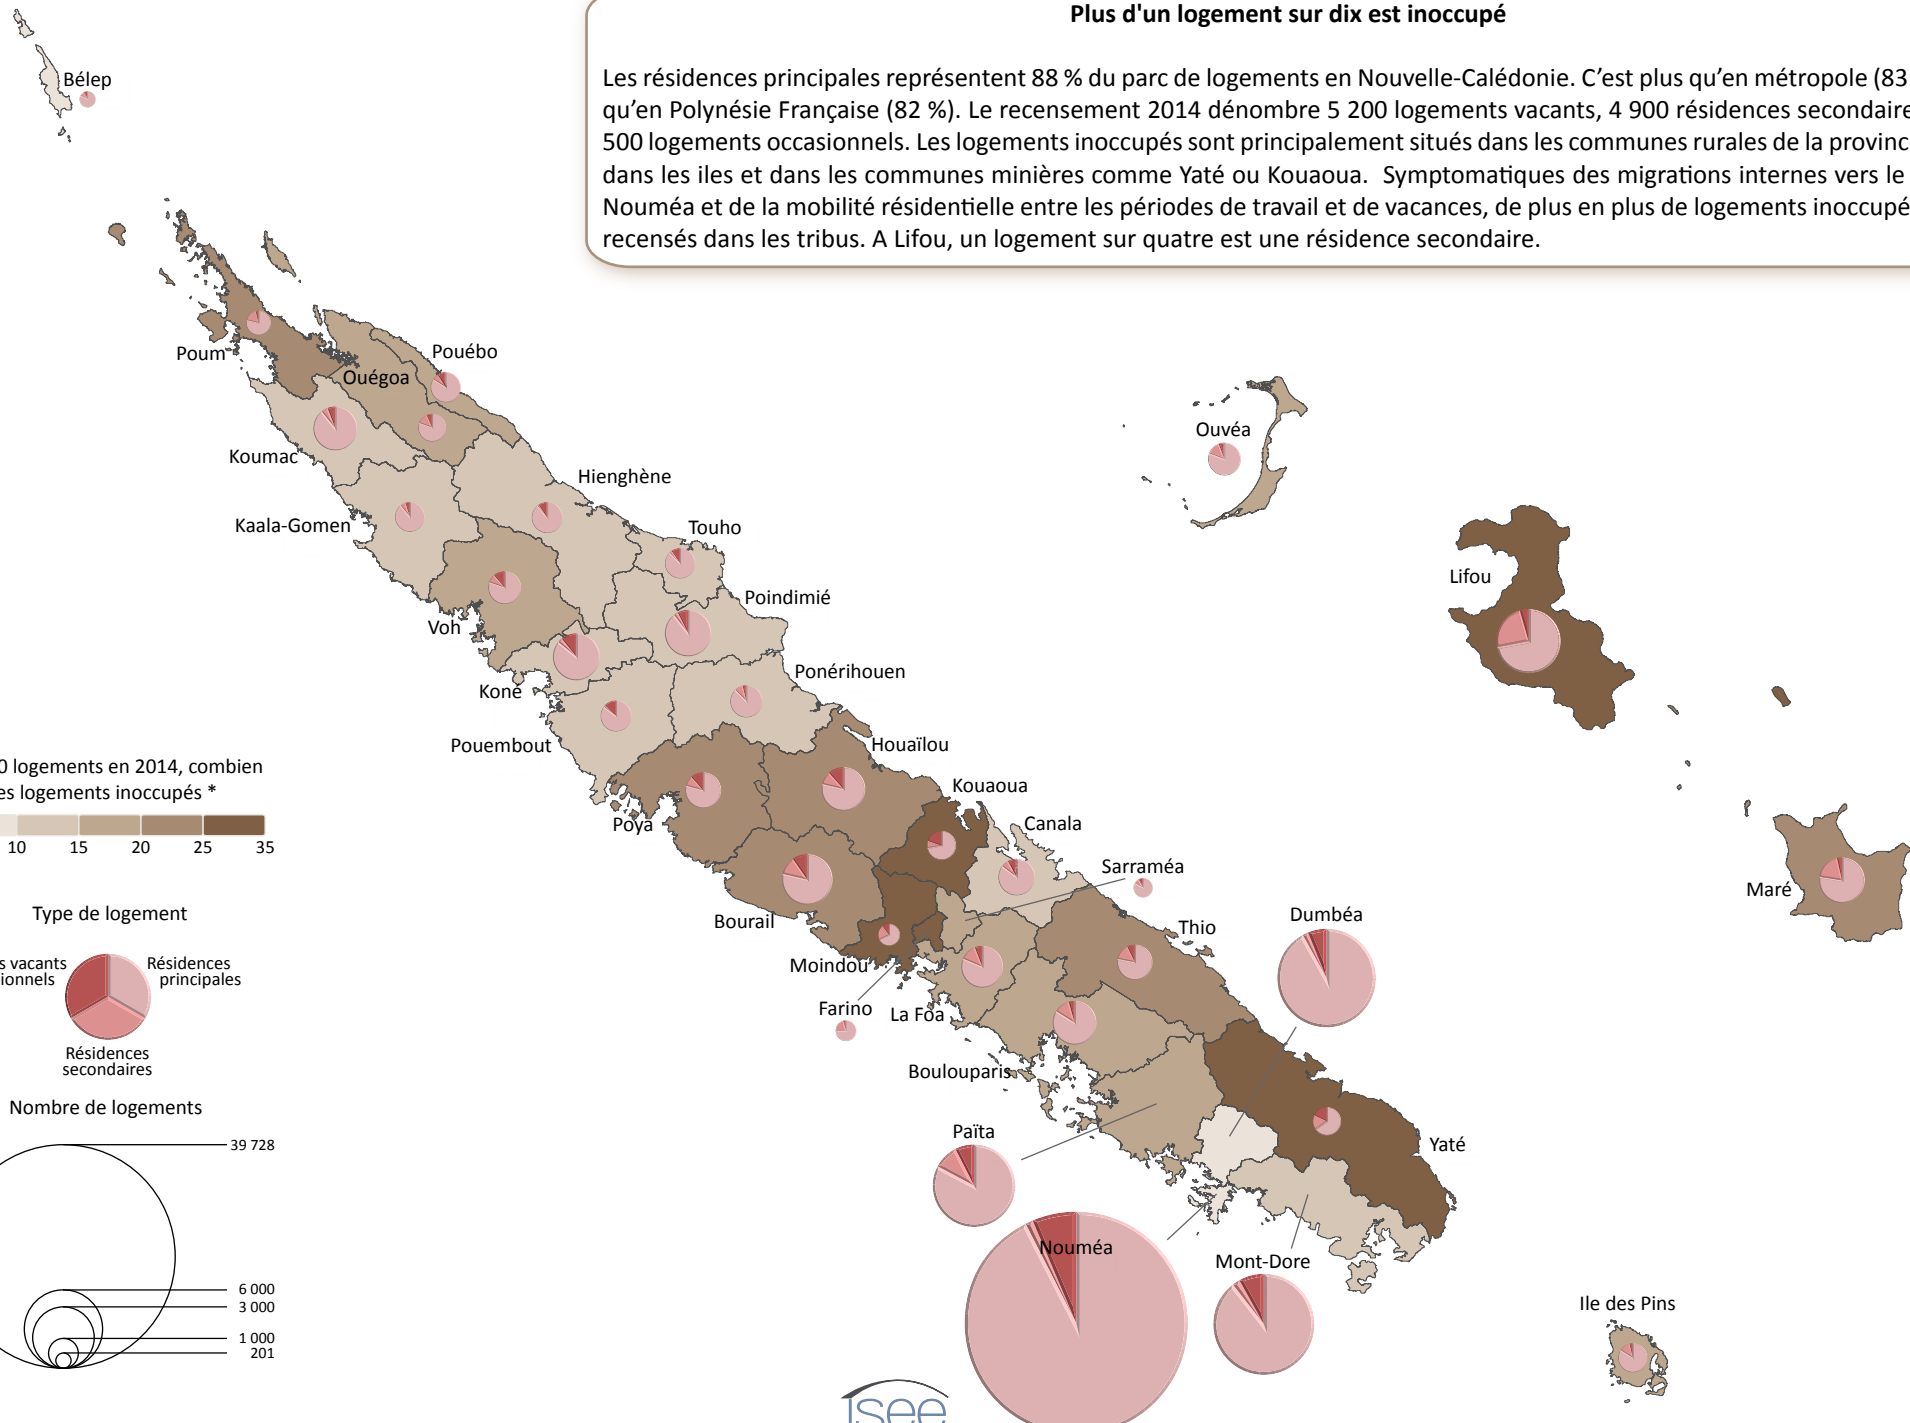 Plus d'un logement sur dix est inoccupé
Les résidences principales représentent 88 % du parc de logements en Nouvelle-Calédonie. C'est plus qu'en métropole (83
qu'en Polynésie Française (82 %). Le recensement 2014 dénombre 5 200 logements vacants, 4 900 résidences secondaire
500 logements occasionnels. Les logements inoccupés sont principalement situés dans les communes rurales de la provinc
dans les iles et dans les communes minières comme Yaté ou Kouaoua. Symptomatiques des migrations internes vers le
Nouméa et de la mobilité résidentielle entre les périodes de travail et de vacances, de plus en plus de logements inoccupé
recensés dans les tribus. A Lifou, un logement sur quatre est une résidence secondaire.
Bélep
Poum
Pouébo
Ouégoa
Koumac
Hienghène
Kaala-Gomen
Touho
Poindimié
Voh
Koné
Ponérihouen
Pouembout
Houaïlou
Kouaoua
Poya
Canala
Sarraméa
Bourail
Thio
Dumbéa
Moindou
Farino
La Foa
Boulouparis
Païta
Yaté
Nouméa
Mont-Dore
Ile des Pins
Ouvéa
Lifou
Maré
0 logements en 2014, combien
es logements inoccupés *
10 15 20 25 35
Type de logement
s vacants
ionnels
Résidences
principales
Résidences
secondaires
Nombre de logements
39 728
6 000
3 000
1 000
201
isee